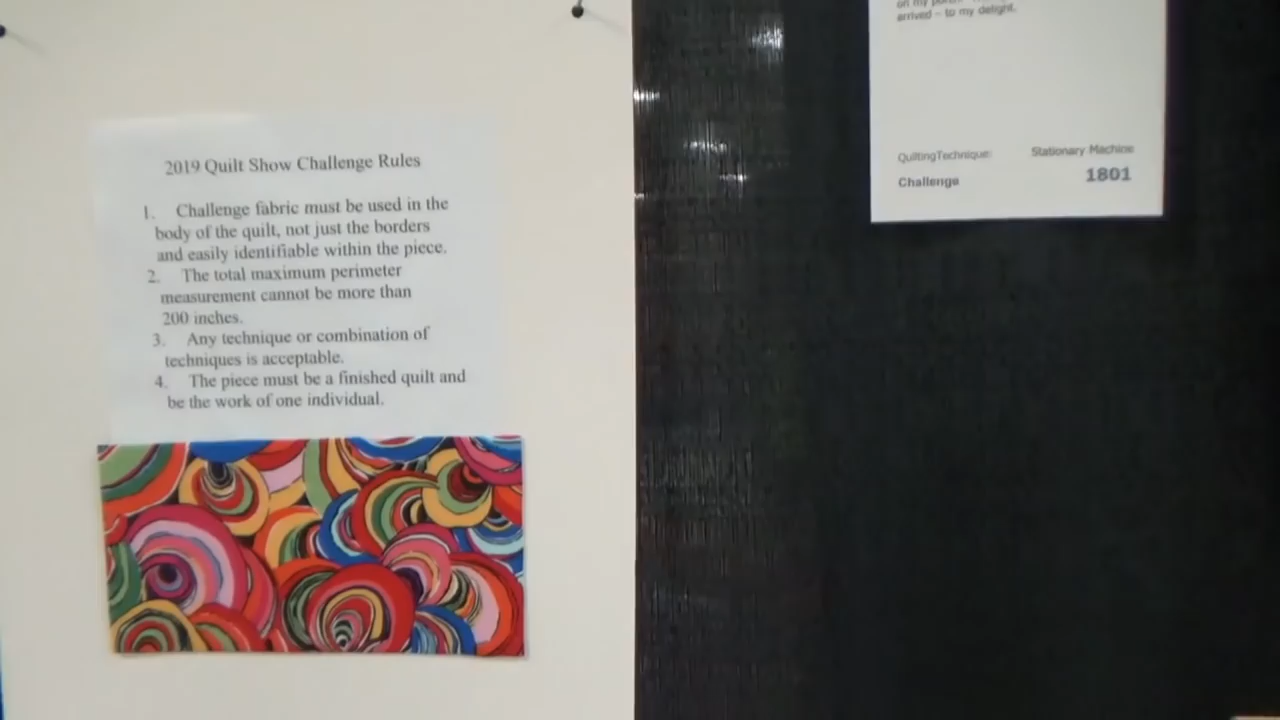 2019 Quilt Show Challenge Rules
1. Challenge fabric must be used in the
body of the quilt, not just the borders
and easily identifiable within the piece.
2. The total maximum perimeter
measurement cannot be more than
200 inches.
3. Any technique or combination of
techniques is acceptable.
4. The piece must be a finished quilt and
be the work of one individual.
on my
arrived - to my delight.
QuiltingTechnique: Stationary Machine
Challenge 1801